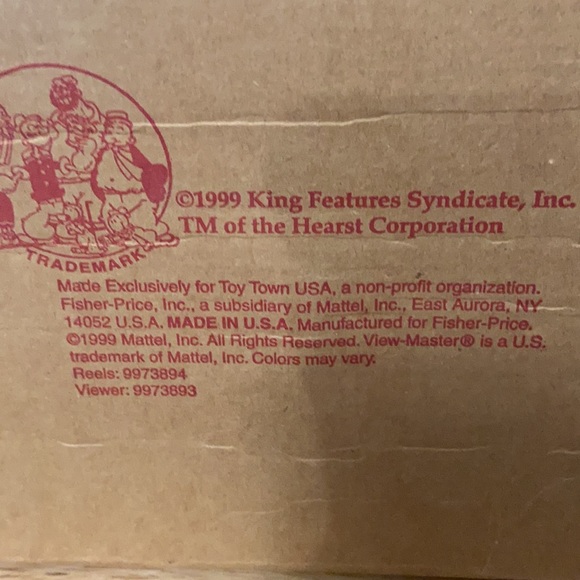 ©1999 King Features Syndicate, Inc.
TM of the Hearst Corporation
TRADEMARK
Made Exclusively for Toy Town USA, a non-profit organization.
Fisher-Price, Inc., a subsidiary of Mattel, Inc., East Aurora, NY
14052 U.S.A. MADE IN U.S.A. Manufactured for Fisher-Price.
©1999 Mattel, Inc. All Rights Reserved. View-Master® is a U.S.
trademark of Mattel, Inc. Colors may vary.
Reels: 9973894
Viewer: 9973893